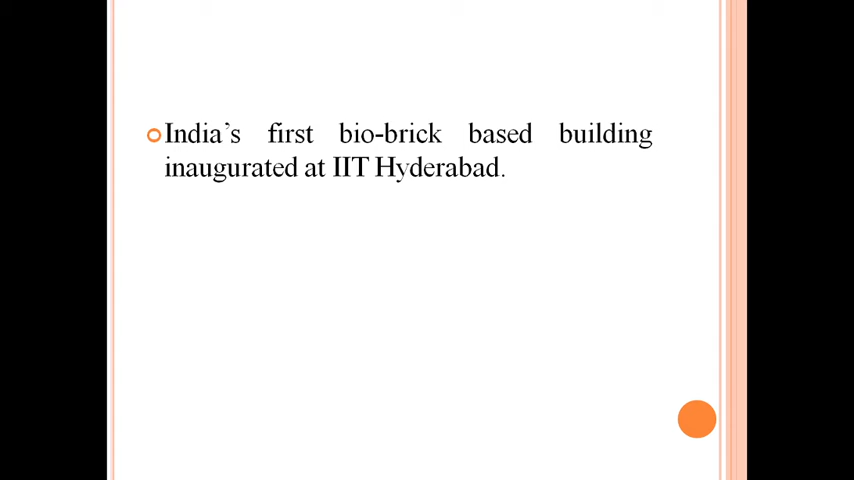 India’s first bio-brick based building
inaugurated at IIT Hyderabad.